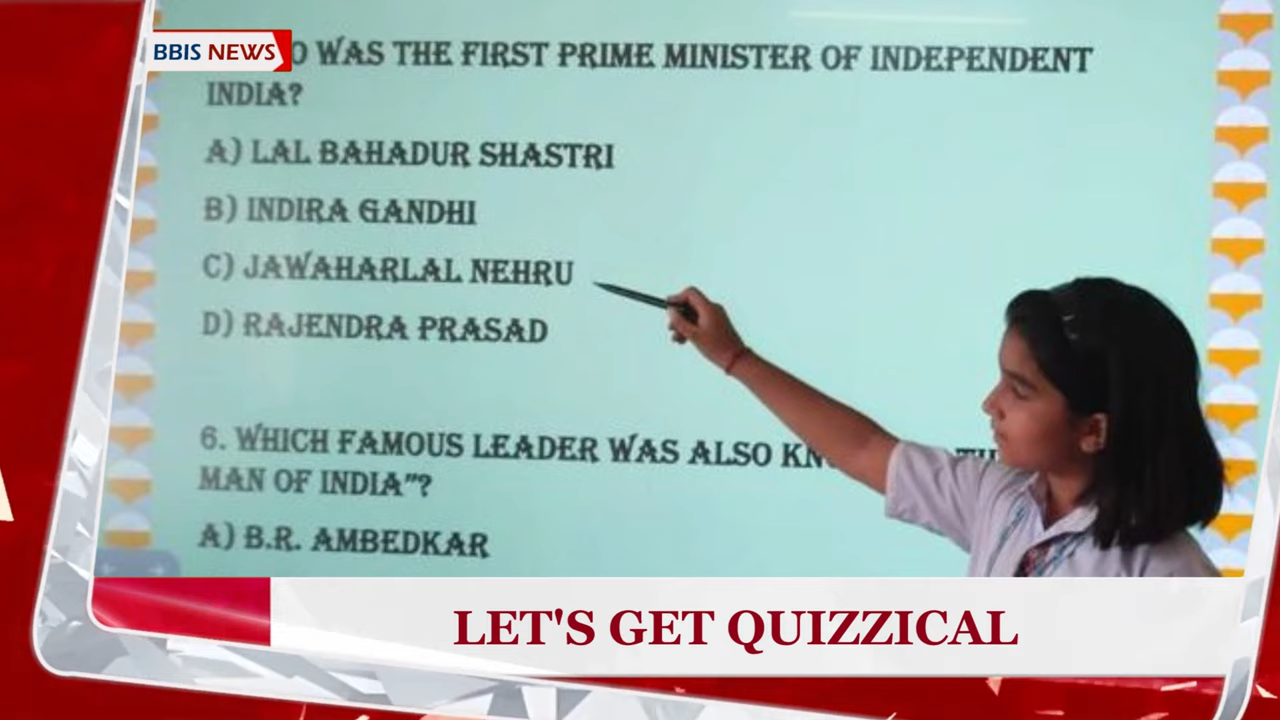 BBIS NEWS
WAS THE FIRST PRIME MINISTER OF INDEPENDENT
INDIA?
A) LAL BAHADUR SHASTRI
B) INDIRA GANDHI
C) JAWAHARLAL NEHRU
D) RAJENDRA PRASAD
6. WHICH FAMOUS LEADER WAS ALSO
MAN OF INDIA"?
A) B.R. AMBEDKAR
LET'S GET QUIZZICAL